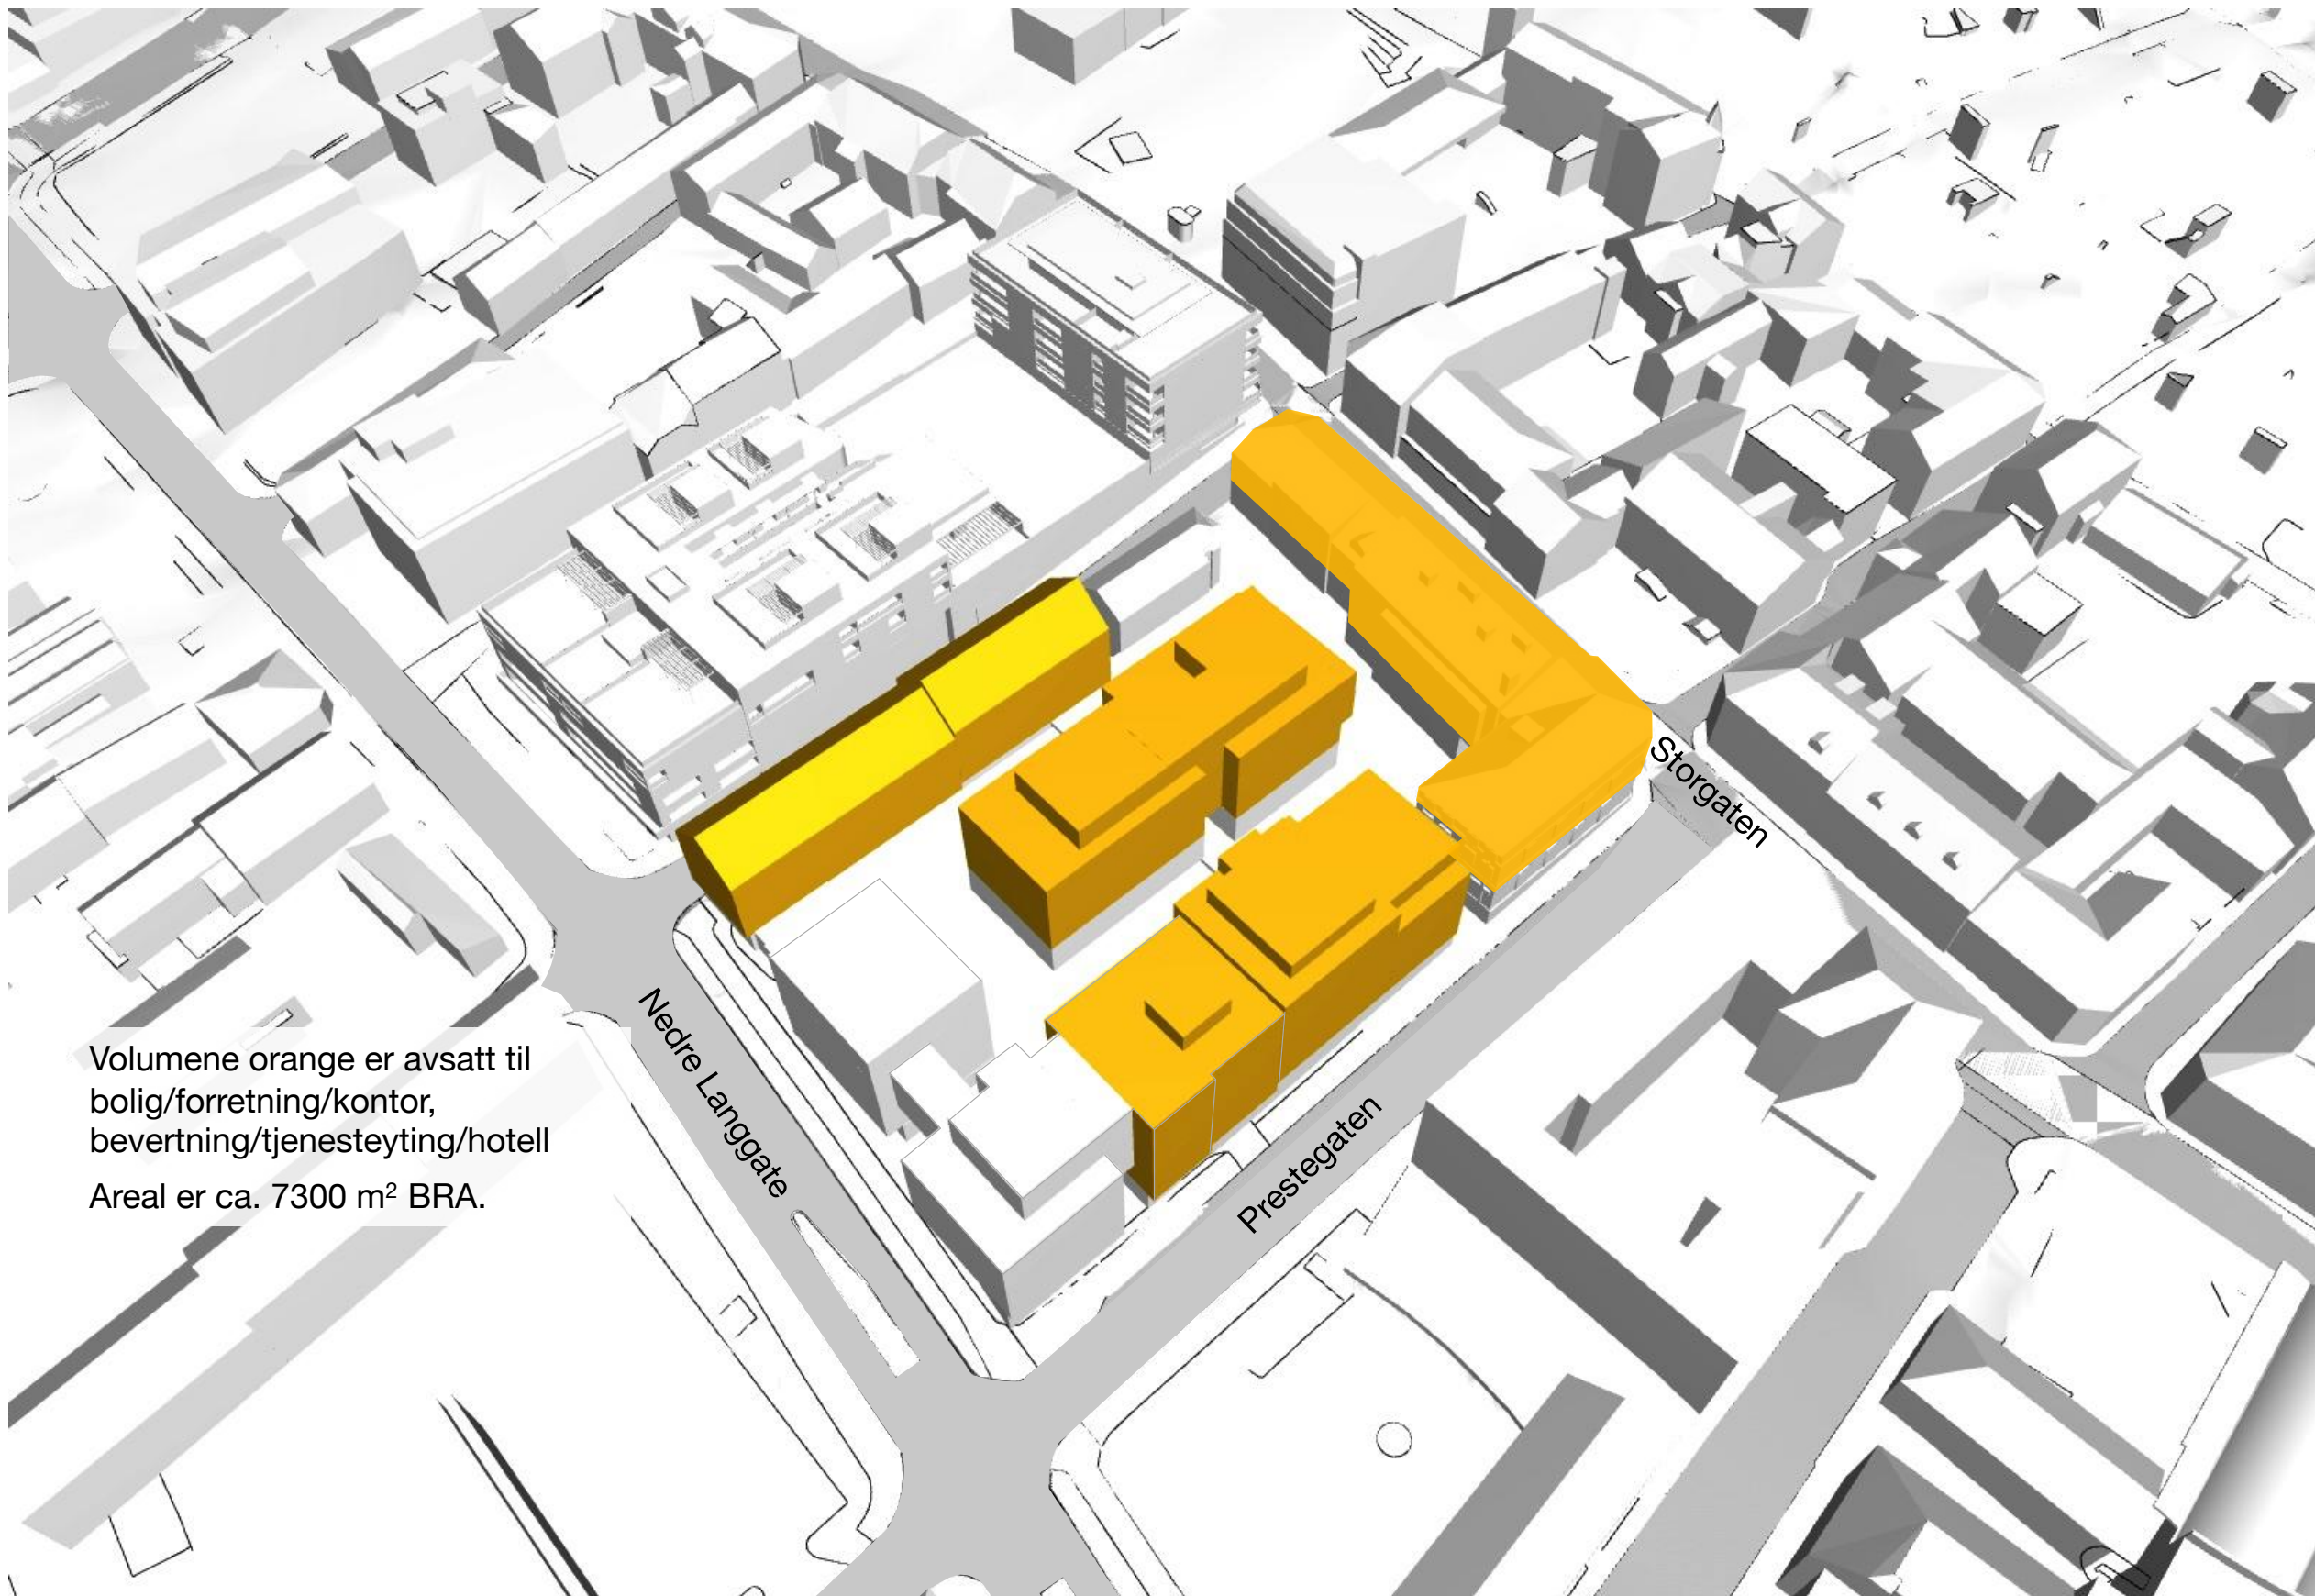 Storgaten
Nedre Langgate
Prestegaten
Volumene orange er avsatt til
bolig/forretning/kontor,
bevertning/tjenesteyting/hotell
Areal er ca. 7300 m² BRA.